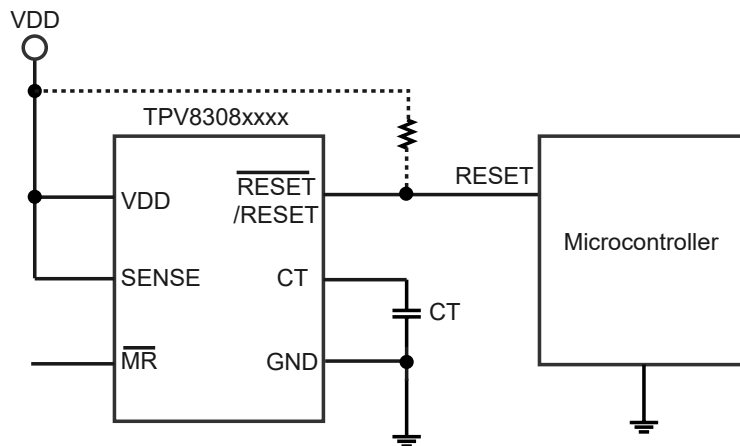 VDD
TPV8308xxxx
VDD
SENSE
MR
RESET
/RESET
CT
GND
CT
RESET
Microcontroller